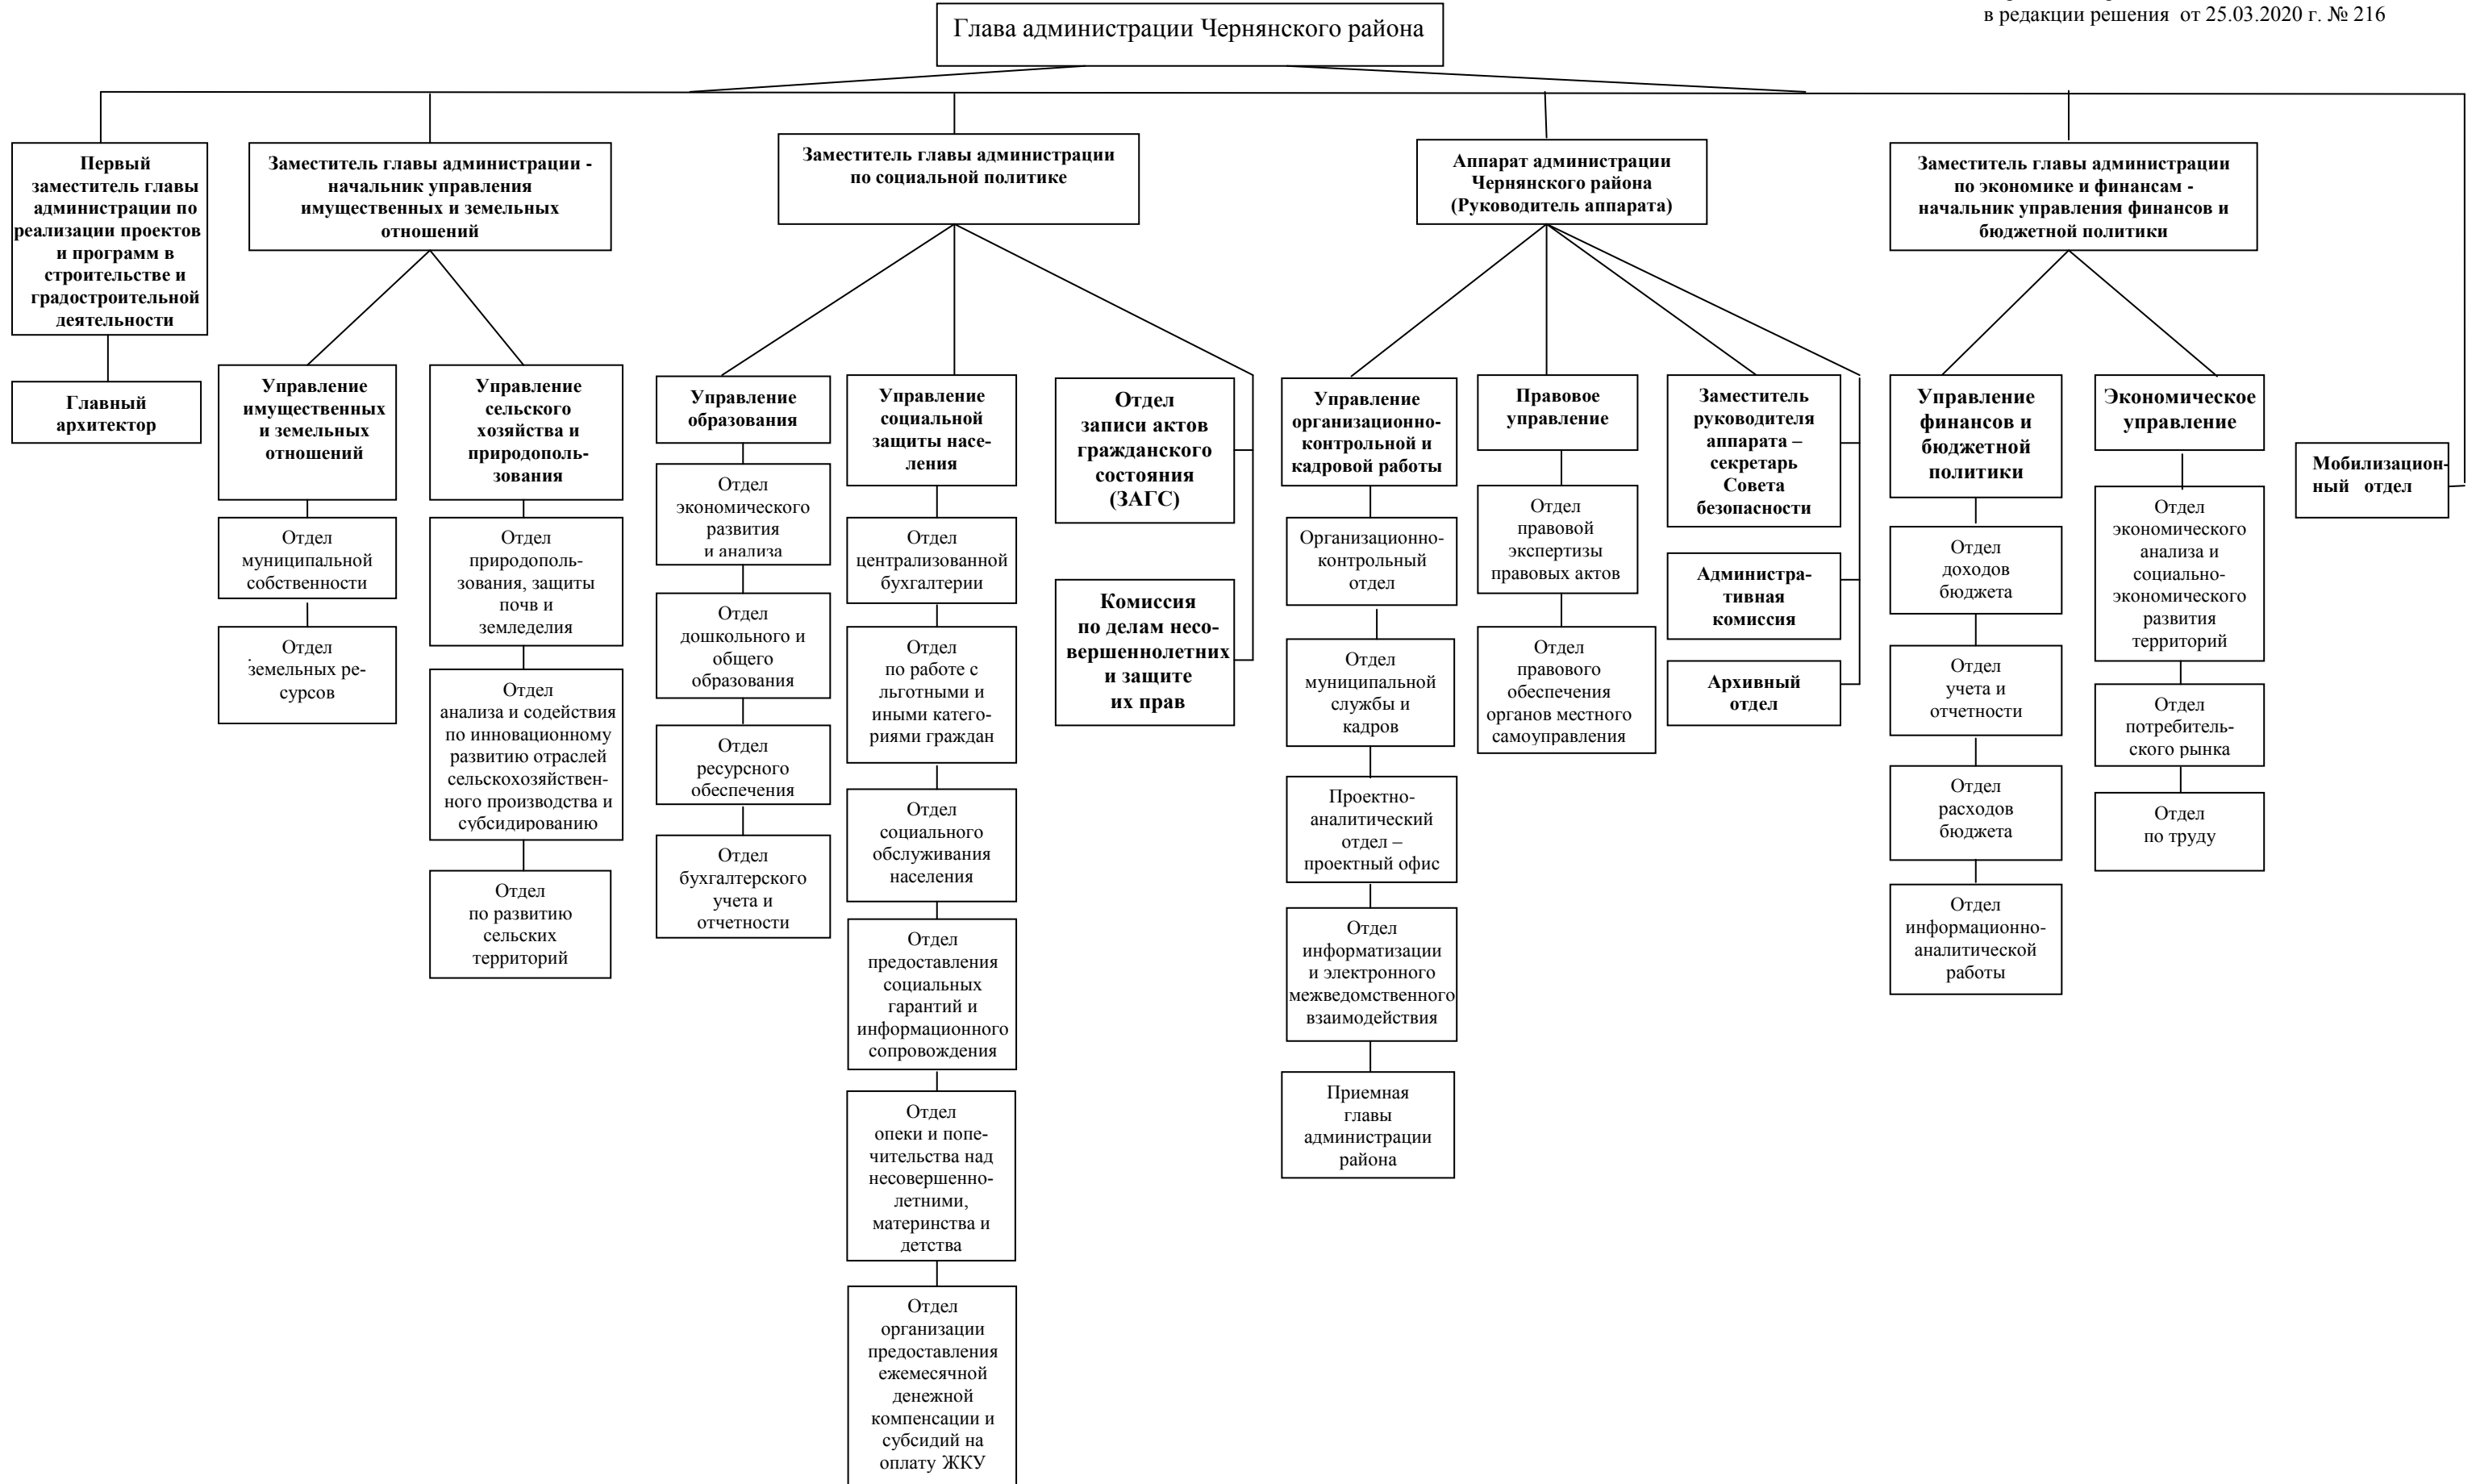 в редакции решения от 25.03.2020 г. № 216
Глава администрации Чернянского района
Первый
заместитель главы
администрации по
реализации проектов
и программ в
строительстве и
градостроительной
деятельности
Заместитель главы администрации -
начальник управления
имущественных и земельных
отношений
Заместитель главы администрации
по социальной политике
Аппарат администрации
Чернянского района
(Руководитель аппарата)
Заместитель главы администрации
по экономике и финансам -
начальник управления финансов и
бюджетной политики
Главный
архитектор
Управление
имущественных
и земельных
отношений
Отдел
муниципальной
собственности
Отдел
земельных ре-
сурсов
Управление
сельского
хозяйства и
природополь-
зования
Отдел
природополь-
зования, защиты
почв и
земледелия
Отдел
анализа и содействия
по инновационному
развитию отраслей
сельскохозяйствен-
ного производства и
субсидированию
Отдел
по развитию
сельских
территорий
Управление
образования
Отдел
экономического
развития
и анализа
Отдел
дошкольного и
общего
образования
Отдел
ресурсного
обеспечения
Отдел
бухгалтерского
учета и
отчетности
Управление
социальной
защиты насе-
ления
Отдел
централизованной
бухгалтерии
Отдел
по работе с
льготными и
иными катего-
риями граждан
Отдел
социального
обслуживания
населения
Отдел
предоставления
социальных
гарантий и
информационного
сопровождения
Отдел
опеки и попе-
чительства над
несовершенно-
летними,
материнства и
детства
Отдел
организации
предоставления
ежемесячной
денежной
компенсации и
субсидий на
оплату ЖКУ
Отдел
записи актов
гражданского
состояния
(ЗАГС)
Комиссия
по делам несо-
вершеннолетних
и защите
их прав
Управление
организационно-
контрольной и
кадровой работы
Организационно-
контрольный
отдел
Отдел
муниципальной
службы и
кадров
Проектно-
аналитический
отдел –
проектный офис
Отдел
информатизации
и электронного
межведомственного
взаимодействия
Приемная
главы
администрации
района
Правовое
управление
Отдел
правовой
экспертизы
правовых актов
Отдел
правового
обеспечения
органов местного
самоуправления
Заместитель
руководителя
аппарата –
секретарь
Совета
безопасности
Администра-
тивная
комиссия
Архивный
отдел
Управление
финансов и
бюджетной
политики
Отдел
доходов
бюджета
Отдел
учета и
отчетности
Отдел
расходов
бюджета
Отдел
информационно-
аналитической
работы
Экономическое
управление
Отдел
экономического
анализа и
социально-
экономического
развития
территорий
Отдел
потребитель-
ского рынка
Отдел
по труду
Мобилизацион-
ный отдел